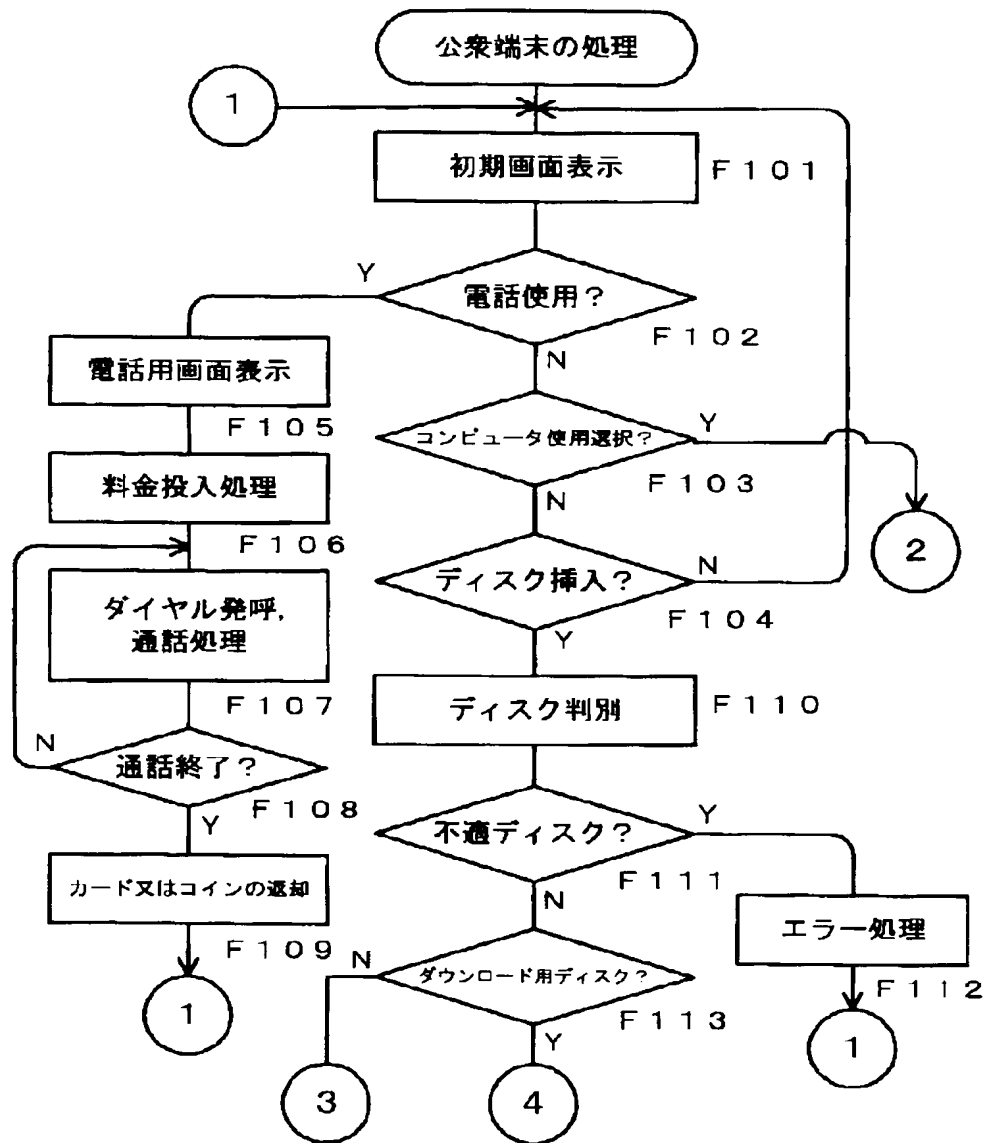 公衆端末の処理
1
初期画面表示
F101
Y
電話使用?
F102
N
電話用画面表示
F105
コンピュータ使用選択?
Y
F103
N
2
料金投入処理
F106
ディスク挿入?
N
F104
Y
ダイヤル発呼,
通話処理
F107
ディスク判別
F110
N
通話終了?
F108
Y
不適ディスク?
Y
F111
N
カード又はコインの返却
F109
エラー処理
F112
N
ダウンロード用ディスク?
F113
Y
1
1
3
4